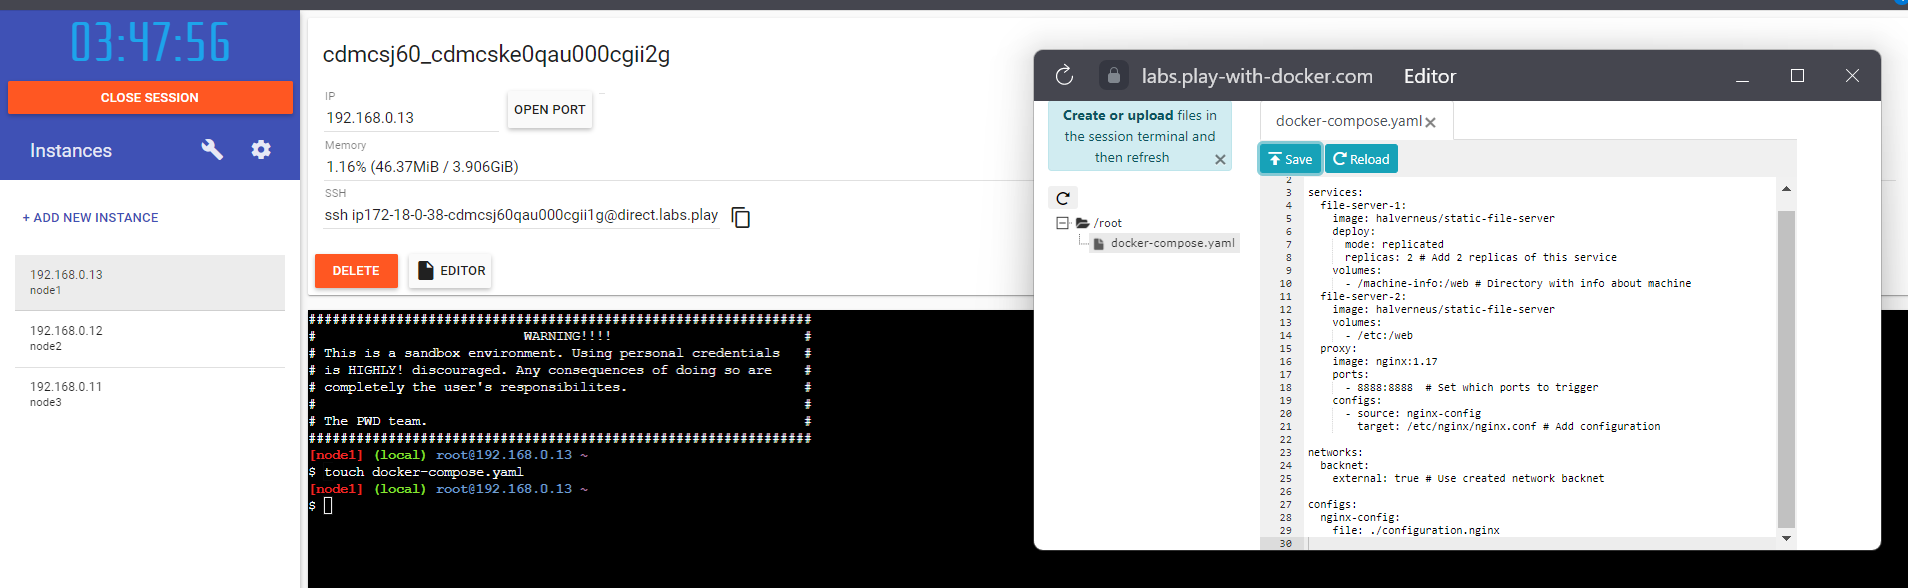 03:47:56
CLOSE SESSION
Instances
+ ADD NEW INSTANCE
192.168.0.13
node1
192.168.0.12
node2
192.168.0.11
node3
cdmcsj60_cdmcske0qau000cgii2g
IP
192.168.0.13
OPEN PORT
Memory
1.16% (46.37MiB / 3.906GiB)
SSH
ssh ip172-18-0-38-cdmcsj60qau000cgii1g@direct.labs.play
DELETE
EDITOR
###############################################################
# WARNING!!!! #
# This is a sandbox environment. Using personal credentials #
# is HIGHLY! discouraged. Any consequences of doing so are #
# completely the user's responsibilites. #
# #
# The PWD team. #
###############################################################
[node1] (local) root@192.168.0.13 ~
$ touch docker-compose.yaml
[node1] (local) root@192.168.0.13 ~
$
labs.play-with-docker.com Editor
Create or upload files in
the session terminal and
then refresh
/root
docker-compose.yaml
docker-compose.yaml
Save
Reload
2
3 services:
4 file-server-1:
5 image: halverneus/static-file-server
6 deploy:
7 mode: replicated
8 replicas: 2 # Add 2 replicas of this service
9 volumes:
10 - /machine-info:/web # Directory with info about machine
11 file-server-2:
12 image: halverneus/static-file-server
13 volumes:
14 - /etc:/web
15 proxy:
16 image: nginx:1.17
17 ports:
18 - 8888:8888 # Set which ports to trigger
19 configs:
20 - source: nginx-config
21 target: /etc/nginx/nginx.conf # Add configuration
22
23 networks:
24 backnet:
25 external: true # Use created network backnet
26
27 configs:
28 nginx-config:
29 file: ./configuration.nginx
30